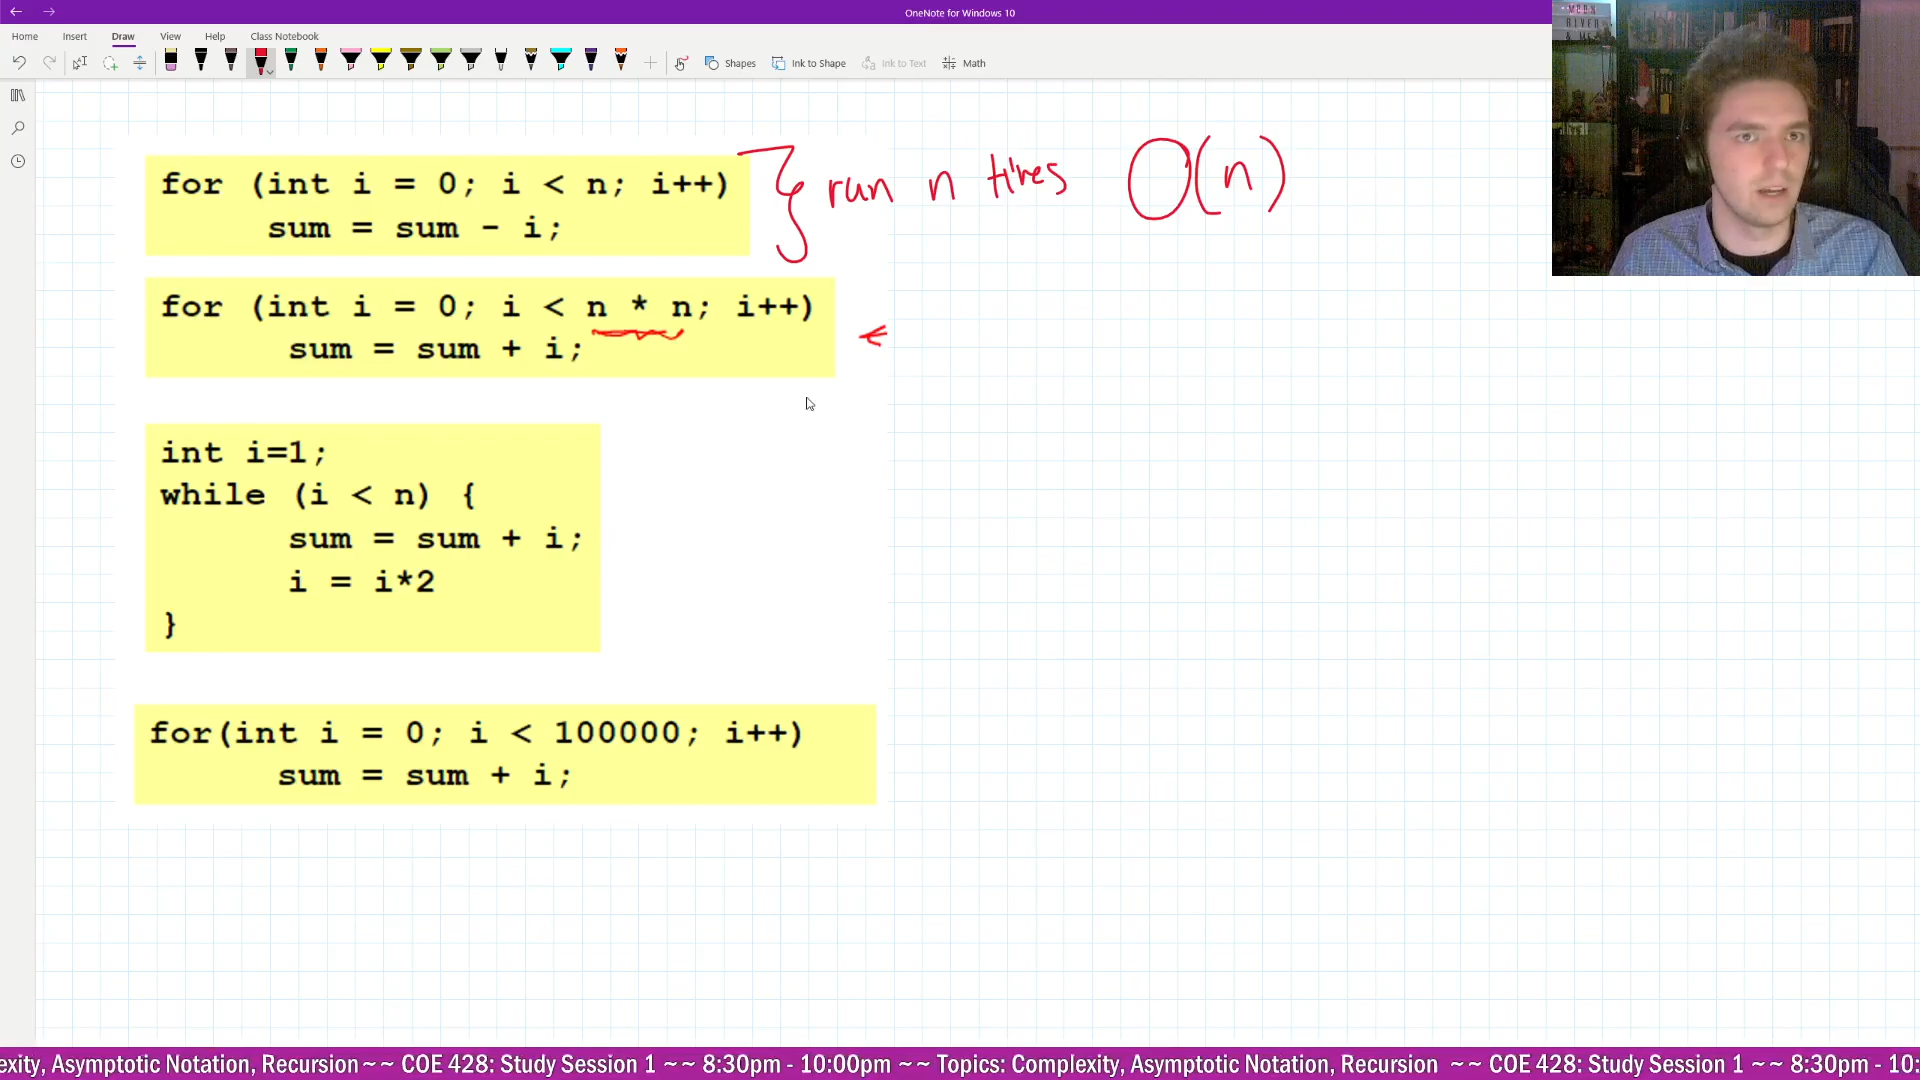 OneNote for Windows 10
Home Insert Draw View Help Class Notebook
Shapes Ink to Shape Ink to Text Math
MOON
RIVER
& ME
for (int i = 0; i < n; i++)
sum = sum - i;
} run n times O(n)
for (int i = 0; i < n * n; i++)
sum = sum + i;
int i=1;
while (i < n) {
sum = sum + i;
i = i*2
}
for(int i = 0; i < 100000; i++)
sum = sum + i;
exity, Asymptotic Notation, Recursion ~~ COE 428: Study Session 1 ~~ 8:30pm - 10:00pm ~~ Topics: Complexity, Asymptotic Notation, Recursion ~~ COE 428: Study Session 1 ~~ 8:30pm - 10: